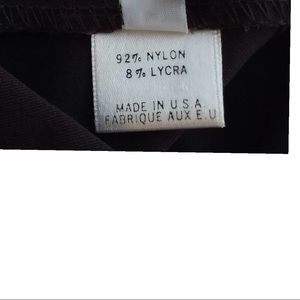 92% NYLON
8% LYCRA
MADE IN U.S.A
FABRIQUE AUX E.U